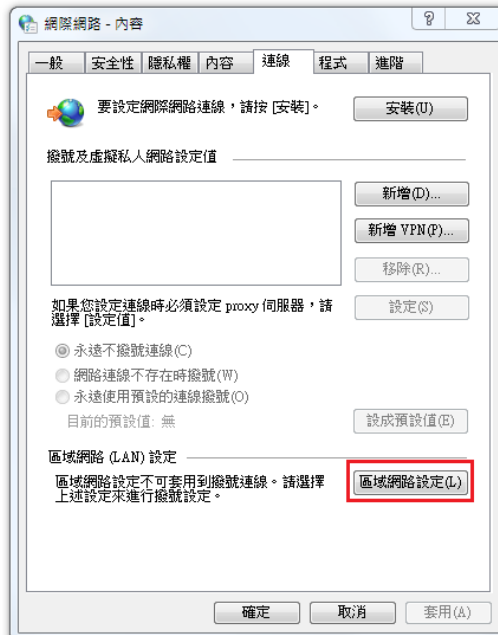 網際網路 - 內容
一般 安全性 隱私權 內容 連線 程式 進階
要設定網際網路連線，請按 [安裝]。
安裝(U)
撥號及虛擬私人網路設定值
新增(D)...
新增 VPN(P)...
移除(R)...
如果您設定連線時必須設定 proxy 伺服器，請
選擇 [設定值]。
設定(S)
永遠不撥號連線(C)
網路連線不存在時撥號(W)
永遠使用預設的連線撥號(O)
目前的預設值: 無
設成預設值(E)
區域網路 (LAN) 設定
區域網路設定不可套用到撥號連線。請選擇
上述設定來進行撥號設定。
區域網路設定(L)
確定 取消 套用(A)